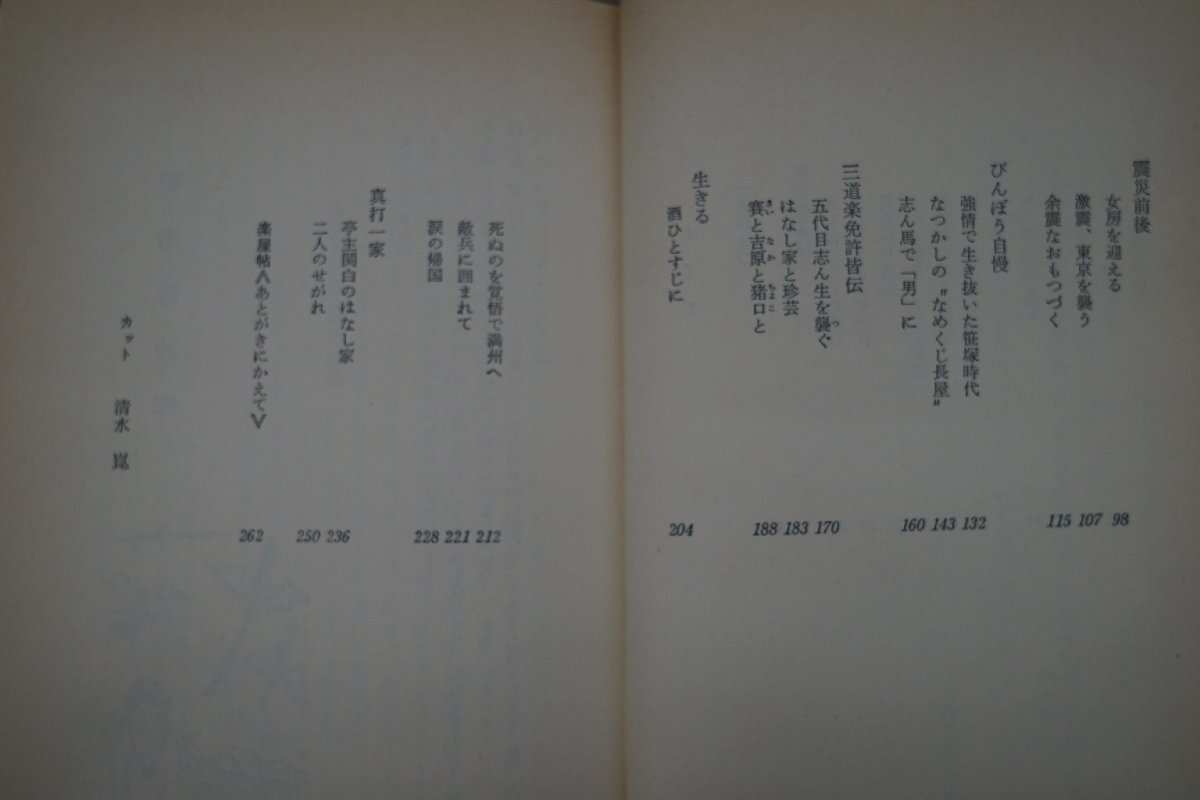 震災前後
女房を迎える 98
激震、東京を襲う 107
余震なおもつづく 115
びんぼう自慢
強情で生き抜いた笹塚時代 132
なつかしの〝なめくじ長屋〟 143
志ん馬で「男」に 160
三道楽免許皆伝
五代目志ん生を襲ぐ 170
はなし家と珍芸 183
賽と吉原と猪口と 188
生きる
酒ひとすじに 204
死ぬのを覚悟で満州へ 212
敵兵に囲まれて 221
涙の帰国 228
真打一家
亭主関白のはなし家 236
二人のせがれ 250
楽屋帖〈あとがきにかえて〉 262
カット 清水 崑